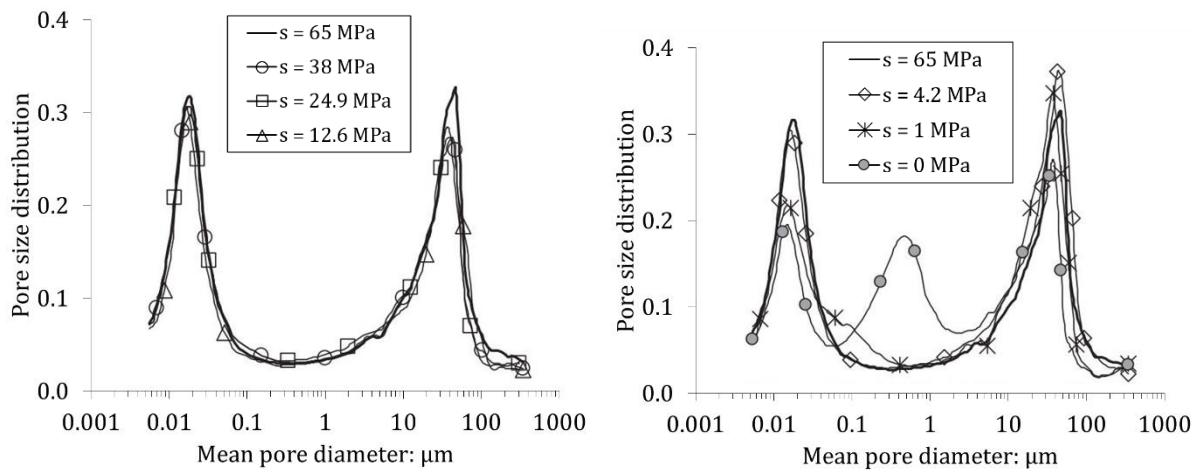 0.4
0.3
0.2
0.1
0.0
Pore size distribution
s = 65 MPa
s = 38 MPa
s = 24.9 MPa
s = 12.6 MPa
0.001 0.01 0.1 1 10 100 1000
Mean pore diameter: μm
0.4
0.3
0.2
0.1
0.0
Pore size distribution
s = 65 MPa
s = 4.2 MPa
s = 1 MPa
s = 0 MPa
0.001 0.01 0.1 1 10 100 1000
Mean pore diameter: μm